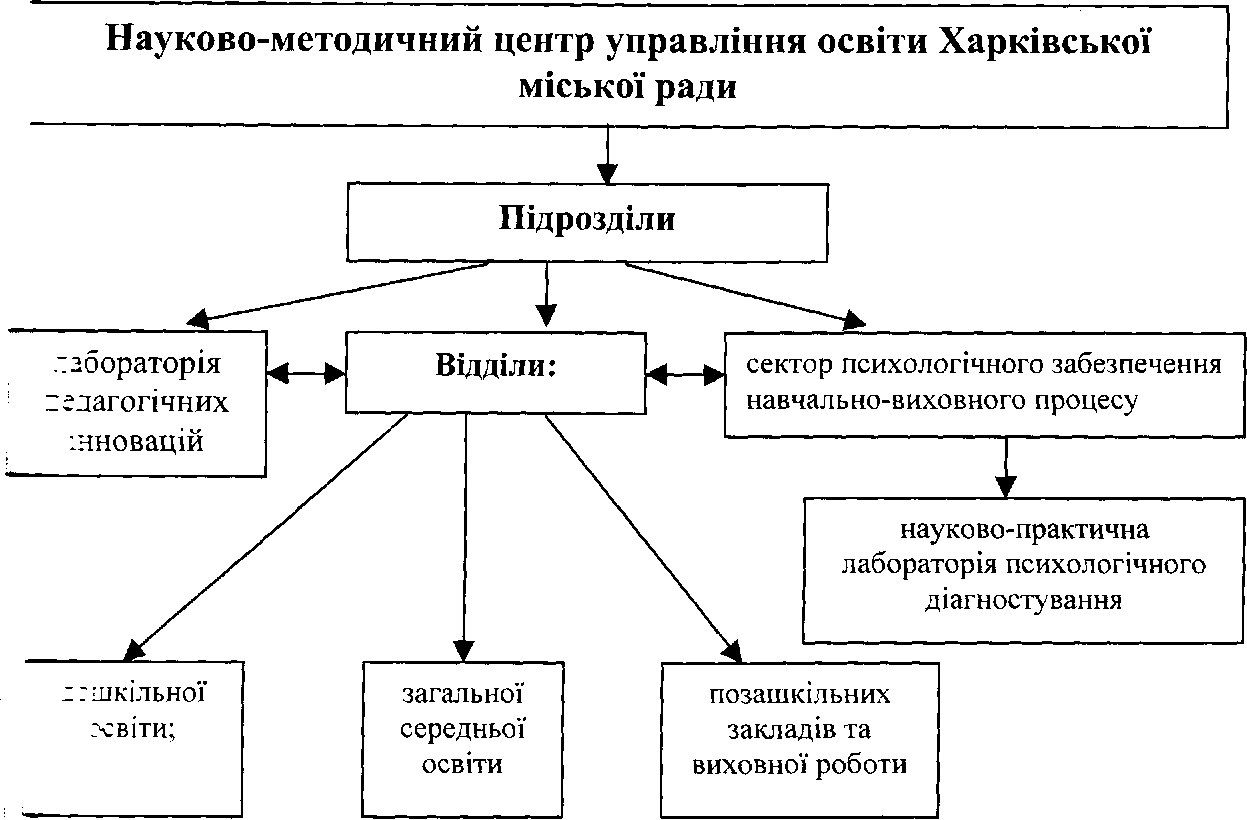 Науково-методичний центр управління освіти Харківської
міської ради
Підрозділи
лабораторія
педагогічних
інновацій
Відділи:
сектор психологічного забезпечення
навчально-виховного процесу
науково-практична
лабораторія психологічного
діагностування
дошкільної
освіти;
загальної
середньої
освіти
позашкільних
закладів та
виховної роботи